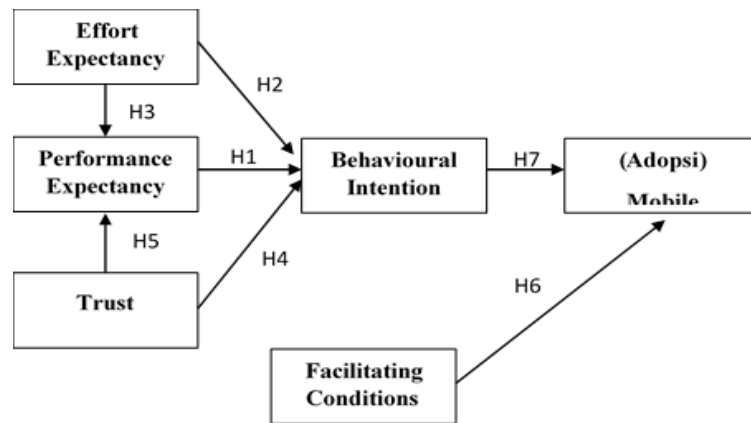 Effort
Expectancy
H2
H3
Performance
Expectancy
H1
Behavioural
Intention
H7
(Adopsi)
Mobile
H5
H4
Trust
H6
Facilitating
Conditions